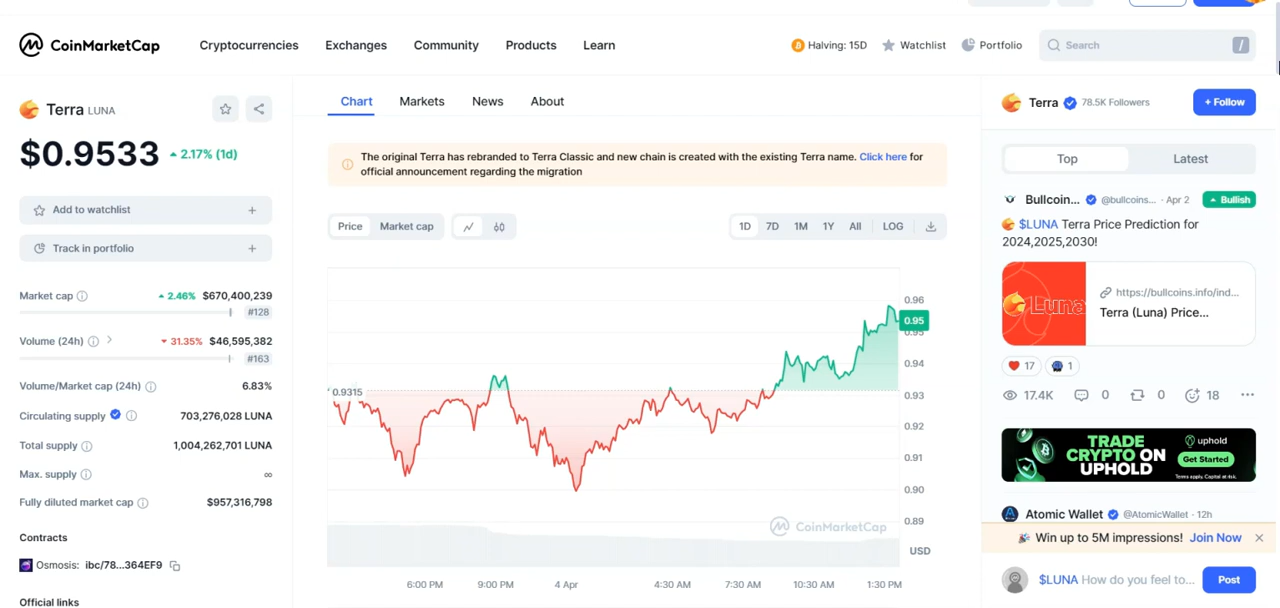 CoinMarketCap
Cryptocurrencies Exchanges Community Products Learn
Halving: 15D Watchlist Portfolio Search /
Terra LUNA
$0.9533 2.17% (1d)
Add to watchlist +
Track in portfolio +
Market cap 2.46% $670,400,239
#128
Volume (24h) 31.35% $46,595,382
#163
Volume/Market cap (24h) 6.83%
Circulating supply 703,276,028 LUNA
Total supply 1,004,262,701 LUNA
Max. supply ∞
Fully diluted market cap $957,316,798
Contracts
Osmosis: ibc/78...364EF9
Official links
Chart Markets News About
The original Terra has rebranded to Terra Classic and new chain is created with the existing Terra name. Click here for
official announcement regarding the migration
Price Market cap
1D 7D 1M 1Y All LOG
0.9315
0.96
0.95
0.95
0.94
0.93
0.92
0.91
0.90
0.89
CoinMarketCap
USD
6:00 PM 9:00 PM 4 Apr 4:30 AM 7:30 AM 10:30 AM 1:30 PM
Terra 78.5K Followers + Follow
Top Latest
Bullcoin... @bullcoins... · Apr 2 Bullish
$LUNA Terra Price Prediction for
2024,2025,2030!
Luna
https://bullcoins.info/ind...
Terra (Luna) Price...
17 1
17.4K 0 0 18 ...
TRADE
CRYPTO ON
UPHOLD
uphold
Get Started
Terms apply. Capital at risk.
Atomic Wallet @AtomicWallet · 12h
Win up to 5M impressions! Join Now
$LUNA How do you feel to... Post